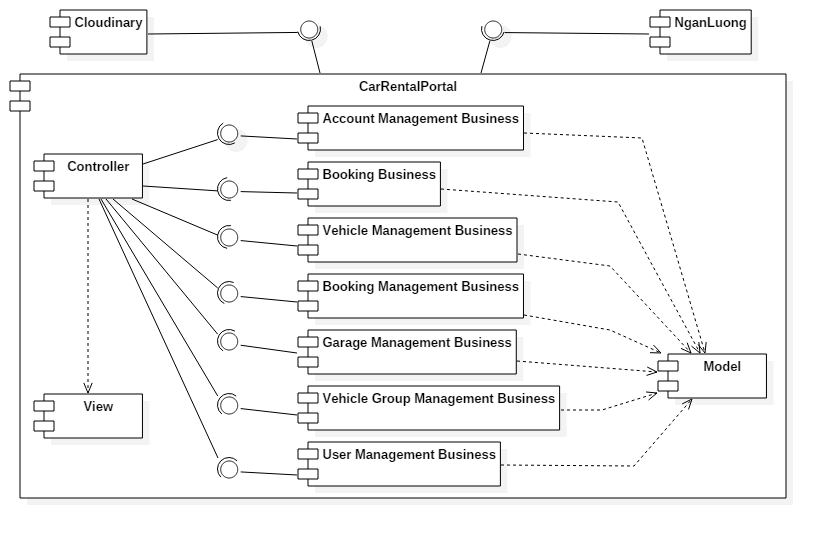 Cloudinary
NganLuong
CarRentalPortal
Account Management Business
Controller
Booking Business
Vehicle Management Business
Booking Management Business
Garage Management Business
Model
Vehicle Group Management Business
View
User Management Business